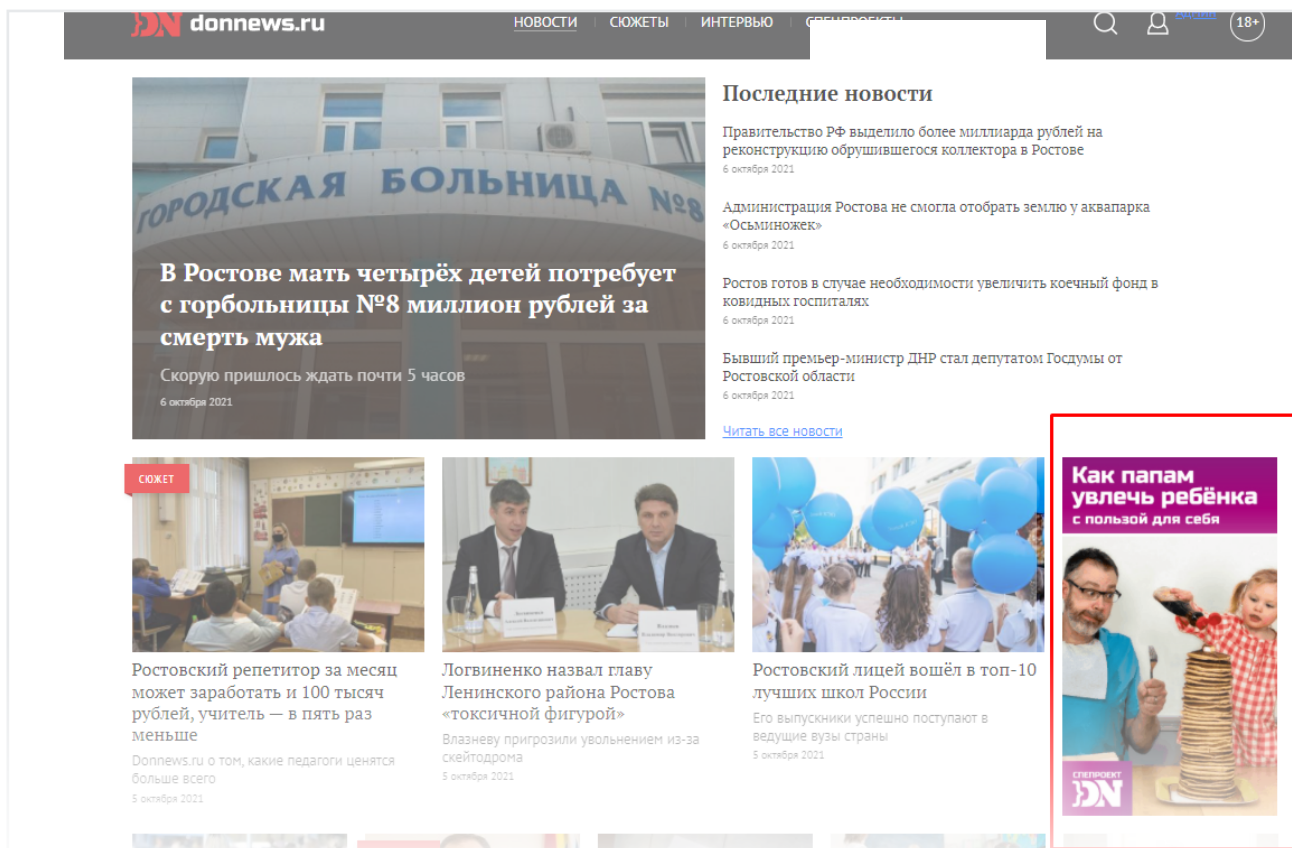 DN donnews.ru
НОВОСТИ СЮЖЕТЫ ИНТЕРВЬЮ СПЕЦПРОЕКТЫ
Админ
18+
ГОРОДСКАЯ БОЛЬНИЦА №8
В Ростове мать четырёх детей потребует
с горбольницы №8 миллион рублей за
смерть мужа
Скорую пришлось ждать почти 5 часов
6 октября 2021
Последние новости
Правительство РФ выделило более миллиарда рублей на
реконструкцию обрушившегося коллектора в Ростове
6 октября 2021
Администрация Ростова не смогла отобрать землю у аквапарка
«Осьминожек»
6 октября 2021
Ростов готов в случае необходимости увеличить коечный фонд в
ковидных госпиталях
6 октября 2021
Бывший премьер-министр ДНР стал депутатом Госдумы от
Ростовской области
6 октября 2021
Читать все новости
СЮЖЕТ
Ростовский репетитор за месяц
может заработать и 100 тысяч
рублей, учитель — в пять раз
меньше
Donnews.ru о том, какие педагоги ценятся
больше всего
5 октября 2021
Логвиненко назвал главу
Ленинского района Ростова
«токсичной фигурой»
Влазневу пригрозили увольнением из-за
скейтодрома
5 октября 2021
Ростовский лицей вошёл в топ-10
лучших школ России
Его выпускники успешно поступают в
ведущие вузы страны
5 октября 2021
Как папам
увлечь ребёнка
с пользой для себя
СПЕПРОЕКТ
DN